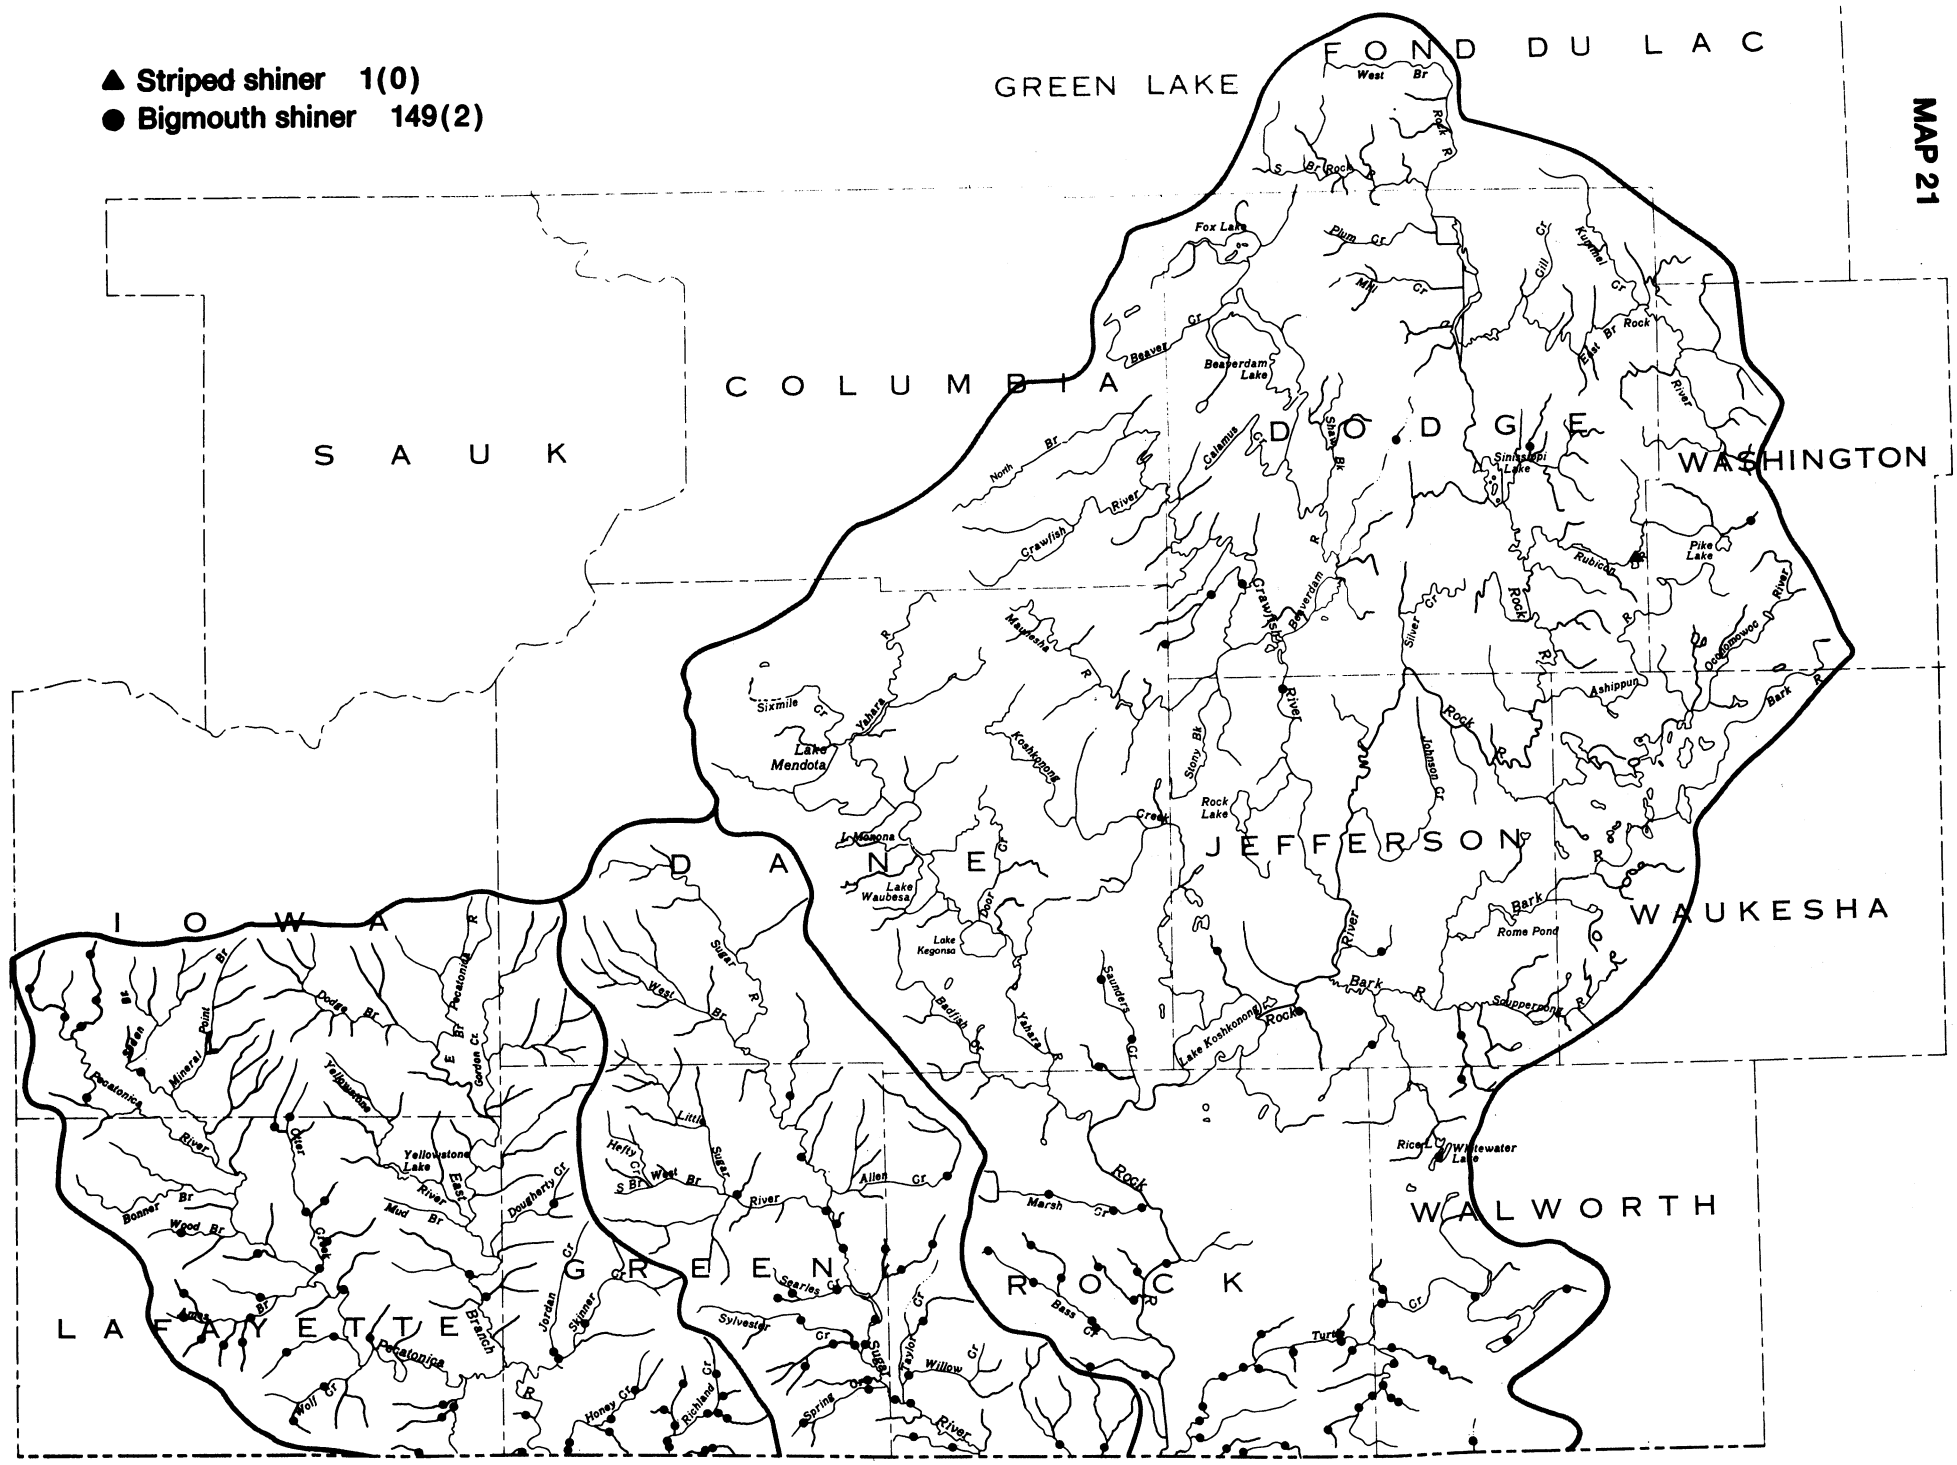 ▲ Striped shiner 1(0)
● Bigmouth shiner 149(2)
MAP 21
FOND DU LAC
GREEN LAKE
West Br
Rock R
S Br Rock R
Fox Lake
Plum Cr
Mill Cr
Gill Cr
Kummel Cr
East Br Rock River
Beaver Cr
Beaverdam Lake
COLUMBIA
SAUK
DODGE
WASHINGTON
North Br
Calamus Cr
Shaw Bk
Sinissippi Lake
Crawfish River
Pike Lake
Rubicon R
Beaverdam R
Crawfish River
Silver Cr
Rock R
Maunesha R
Oconomowoc River
Ashippun R
Bark R
Sixmile Cr
Yahara R
Lake Mendota
Koshkonong Creek
Stony Bk
Johnson Cr
Rock R
Rock Lake
JEFFERSON
L Monona
DANE
Lake Waubesa
Door Cr
Lake Kegonsa
IOWA
WAUKESHA
Bark R
Rome Pond
River
Bark R
Scuppernong R
Sugar R
West Br
Pecatonica R
E Br
Gordon Cr
Dodge Br
Mineral Point Br
Suden Br
Pecatonica River
Yellowstone
Badfish Cr
Yahara R
Saunders Cr
Lake Koshkonong
Rock
Otter Creek
Yellowstone Lake
River
East Branch
Little Sugar River
Hefty Cr
S Br West Br
Allen Cr
Dougherty Cr
Rice L
Whitewater Lake
Rock
Bonner Br
Wood Br
Mud Br
Marsh Cr
WALWORTH
GREEN
ROCK
Searles Cr
Jordan Cr
Skinner Cr
Ames Br
LAFAYETTE
Sylvester Cr
Sugar River
Taylor Cr
Willow Cr
Bass Cr
R
Turtle Cr
Pecatonica R
Wolf Cr
Honey Cr
Richland Cr
Spring Cr